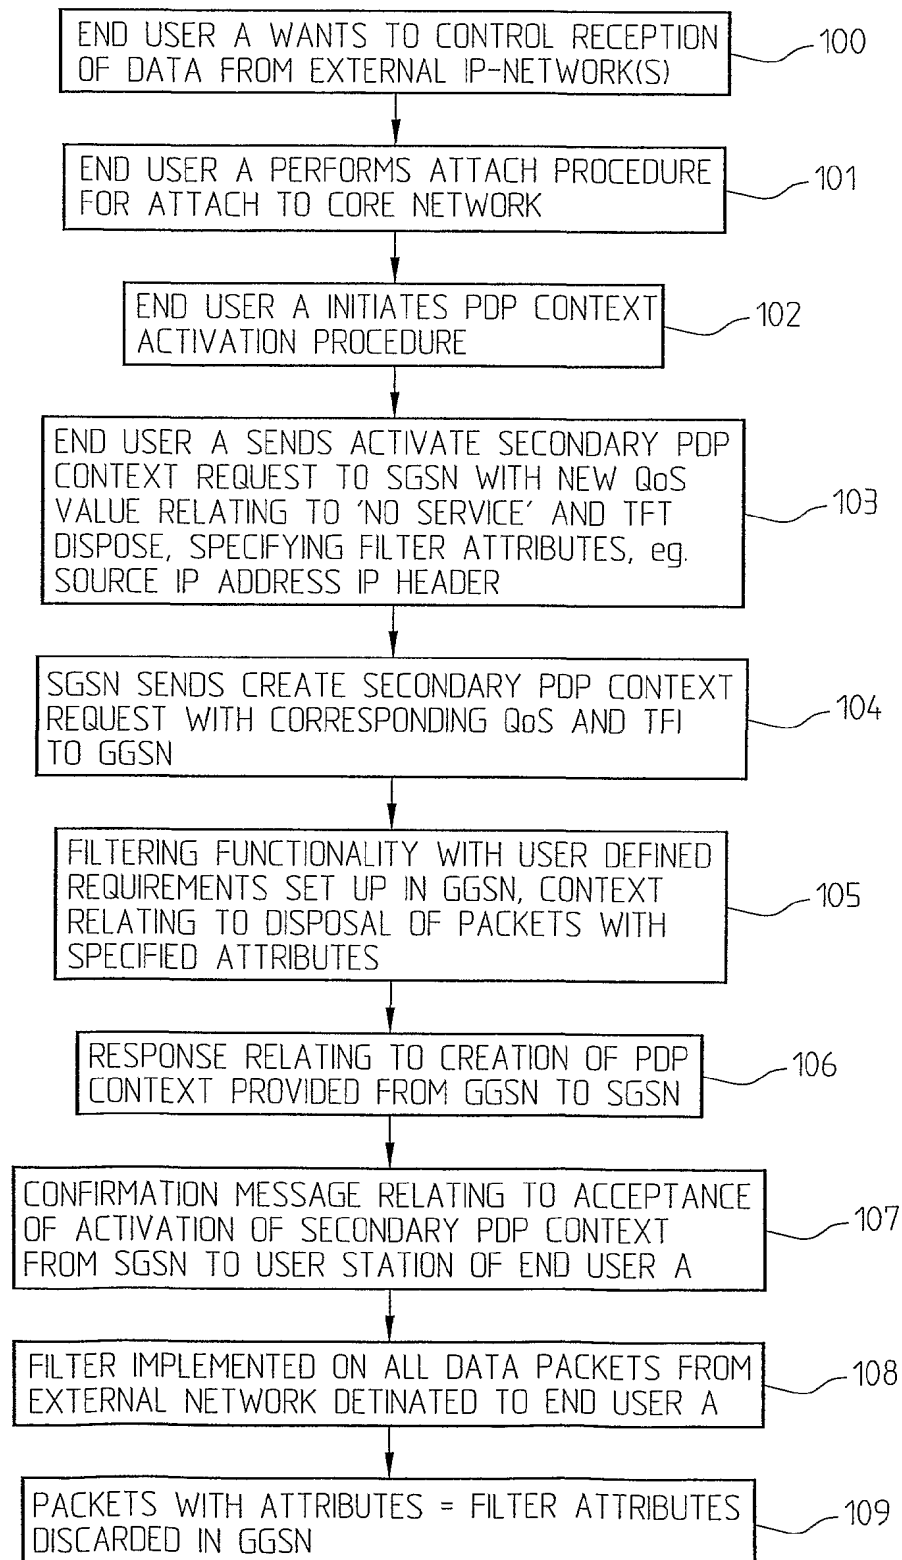 END USER A WANTS TO CONTROL RECEPTION
OF DATA FROM EXTERNAL IP-NETWORK(S)
100
END USER A PERFORMS ATTACH PROCEDURE
FOR ATTACH TO CORE NETWORK
101
END USER A INITIATES PDP CONTEXT
ACTIVATION PROCEDURE
102
END USER A SENDS ACTIVATE SECONDARY PDP
CONTEXT REQUEST TO SGSN WITH NEW QoS
VALUE RELATING TO 'NO SERVICE' AND TFT
DISPOSE, SPECIFYING FILTER ATTRIBUTES, eg.
SOURCE IP ADDRESS IP HEADER
103
SGSN SENDS CREATE SECONDARY PDP CONTEXT
REQUEST WITH CORRESPONDING QoS AND TFI
TO GGSN
104
FILTERING FUNCTIONALITY WITH USER DEFINED
REQUIREMENTS SET UP IN GGSN, CONTEXT
RELATING TO DISPOSAL OF PACKETS WITH
SPECIFIED ATTRIBUTES
105
RESPONSE RELATING TO CREATION OF PDP
CONTEXT PROVIDED FROM GGSN TO SGSN
106
CONFIRMATION MESSAGE RELATING TO ACCEPTANCE
OF ACTIVATION OF SECONDARY PDP CONTEXT
FROM SGSN TO USER STATION OF END USER A
107
FILTER IMPLEMENTED ON ALL DATA PACKETS FROM
EXTERNAL NETWORK DETINATED TO END USER A
108
PACKETS WITH ATTRIBUTES = FILTER ATTRIBUTES
DISCARDED IN GGSN
109